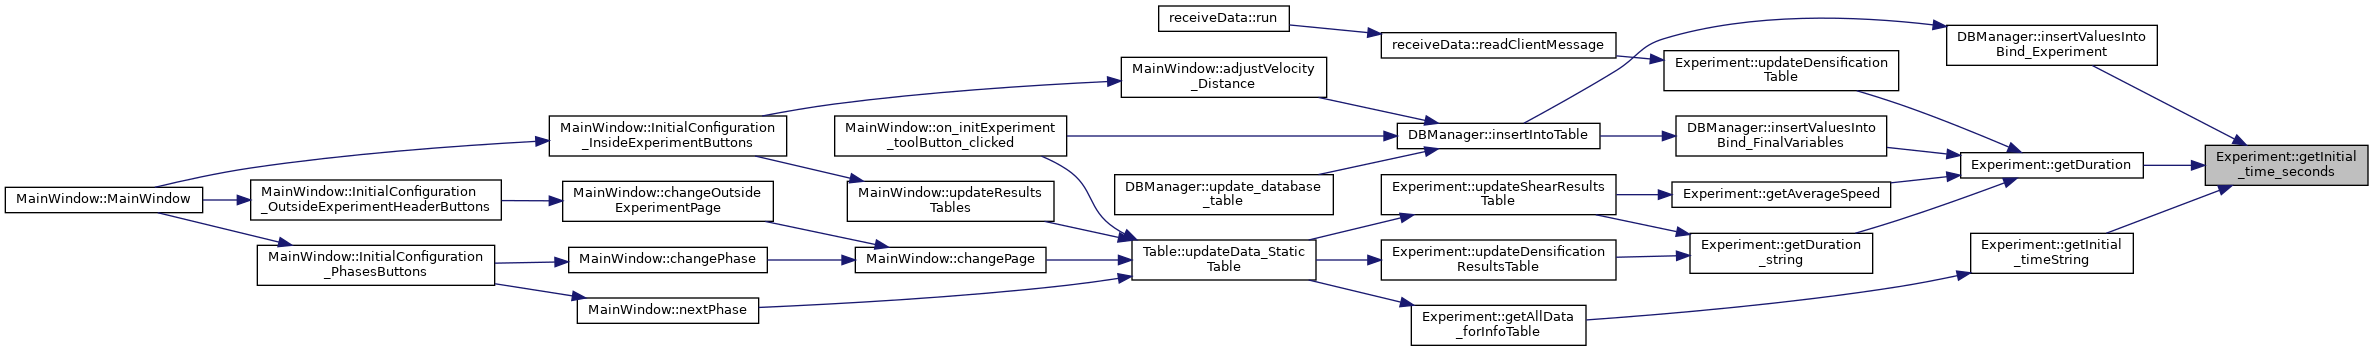 receiveData::run
receiveData::readClientMessage
DBManager::insertValuesInto
Bind_Experiment
Experiment::updateDensification
Table
MainWindow::adjustVelocity
_Distance
MainWindow::InitialConfiguration
_InsideExperimentButtons
MainWindow::on_initExperiment
_toolButton_clicked
DBManager::insertIntoTable
DBManager::insertValuesInto
Bind_FinalVariables
Experiment::getDuration
Experiment::getInitial
_time_seconds
MainWindow::MainWindow
MainWindow::InitialConfiguration
_OutsideExperimentHeaderButtons
MainWindow::changeOutside
ExperimentPage
MainWindow::updateResults
Tables
DBManager::update_database
_table
Experiment::updateShearResults
Table
Experiment::getAverageSpeed
MainWindow::InitialConfiguration
_PhasesButtons
MainWindow::changePhase
MainWindow::changePage
Table::updateData_Static
Table
Experiment::updateDensification
ResultsTable
Experiment::getDuration
_string
Experiment::getInitial
_timeString
MainWindow::nextPhase
Experiment::getAllData
_forInfoTable